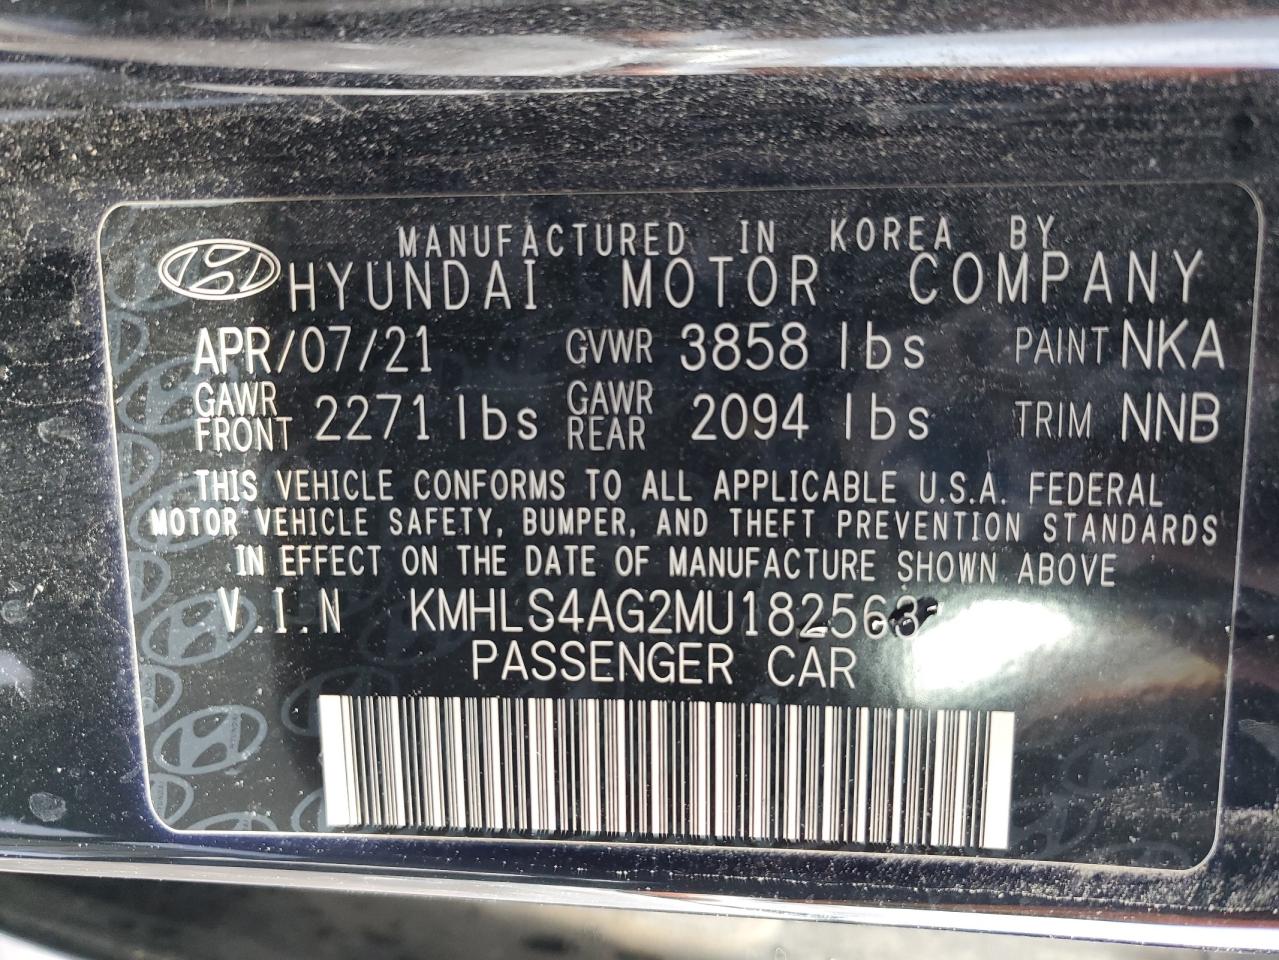 MANUFACTURED IN KOREA BY
HYUNDAI MOTOR COMPANY
APR/07/21 GVWR 3858 lbs PAINT NKA
GAWR FRONT 2271 lbs GAWR REAR 2094 lbs TRIM NNB
THIS VEHICLE CONFORMS TO ALL APPLICABLE U.S.A. FEDERAL
MOTOR VEHICLE SAFETY, BUMPER, AND THEFT PREVENTION STANDARDS
IN EFFECT ON THE DATE OF MANUFACTURE SHOWN ABOVE
V.I.N
PASSENGER CAR